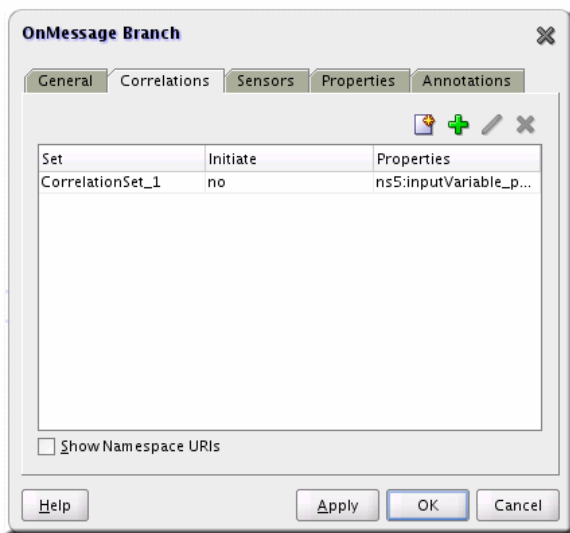 OnMessage Branch
General Correlations Sensors Properties Annotations
Set Initiate Properties
CorrelationSet_1 no ns5:inputVariable_p...
Show Namespace URIs
Help Apply OK Cancel